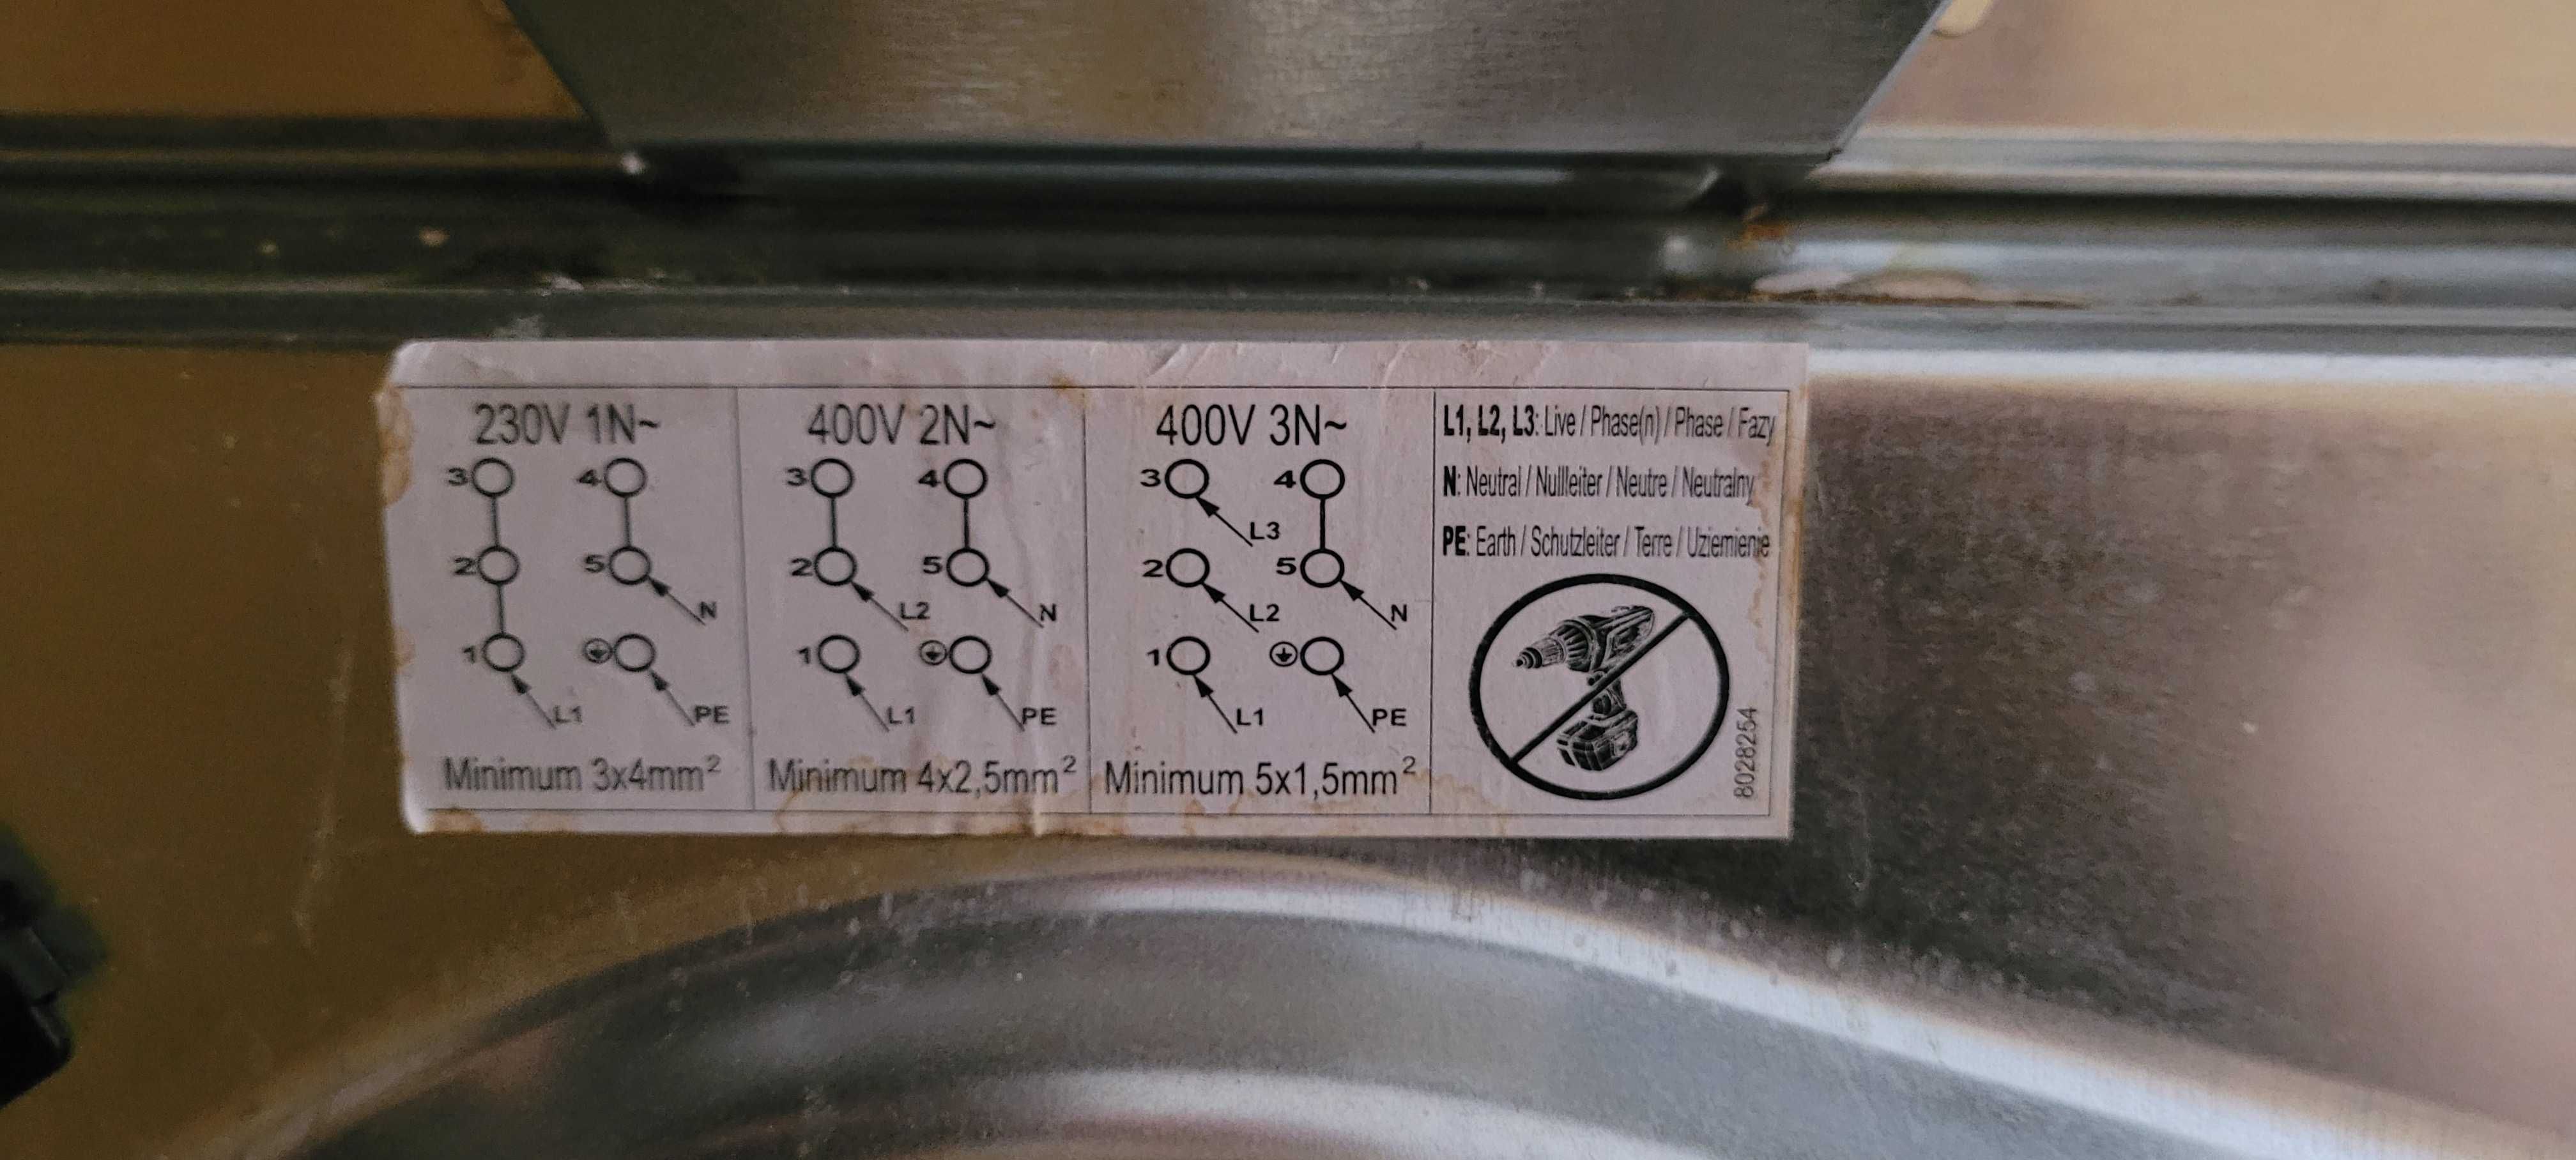 230V 1N~
3 4
2 5
N
1
L1 PE
Minimum 3x4mm²
400V 2N~
3 4
2 5
L2 N
1
L1 PE
Minimum 4x2,5mm²
400V 3N~
3 4
L3
2 5
L2 N
1
L1 PE
Minimum 5x1,5mm²
L1, L2, L3: Live / Phase(n) / Phase / Fazy
N: Neutral / Nullleiter / Neutre / Neutralny
PE: Earth / Schutzleiter / Terre / Uziemienie
8028254